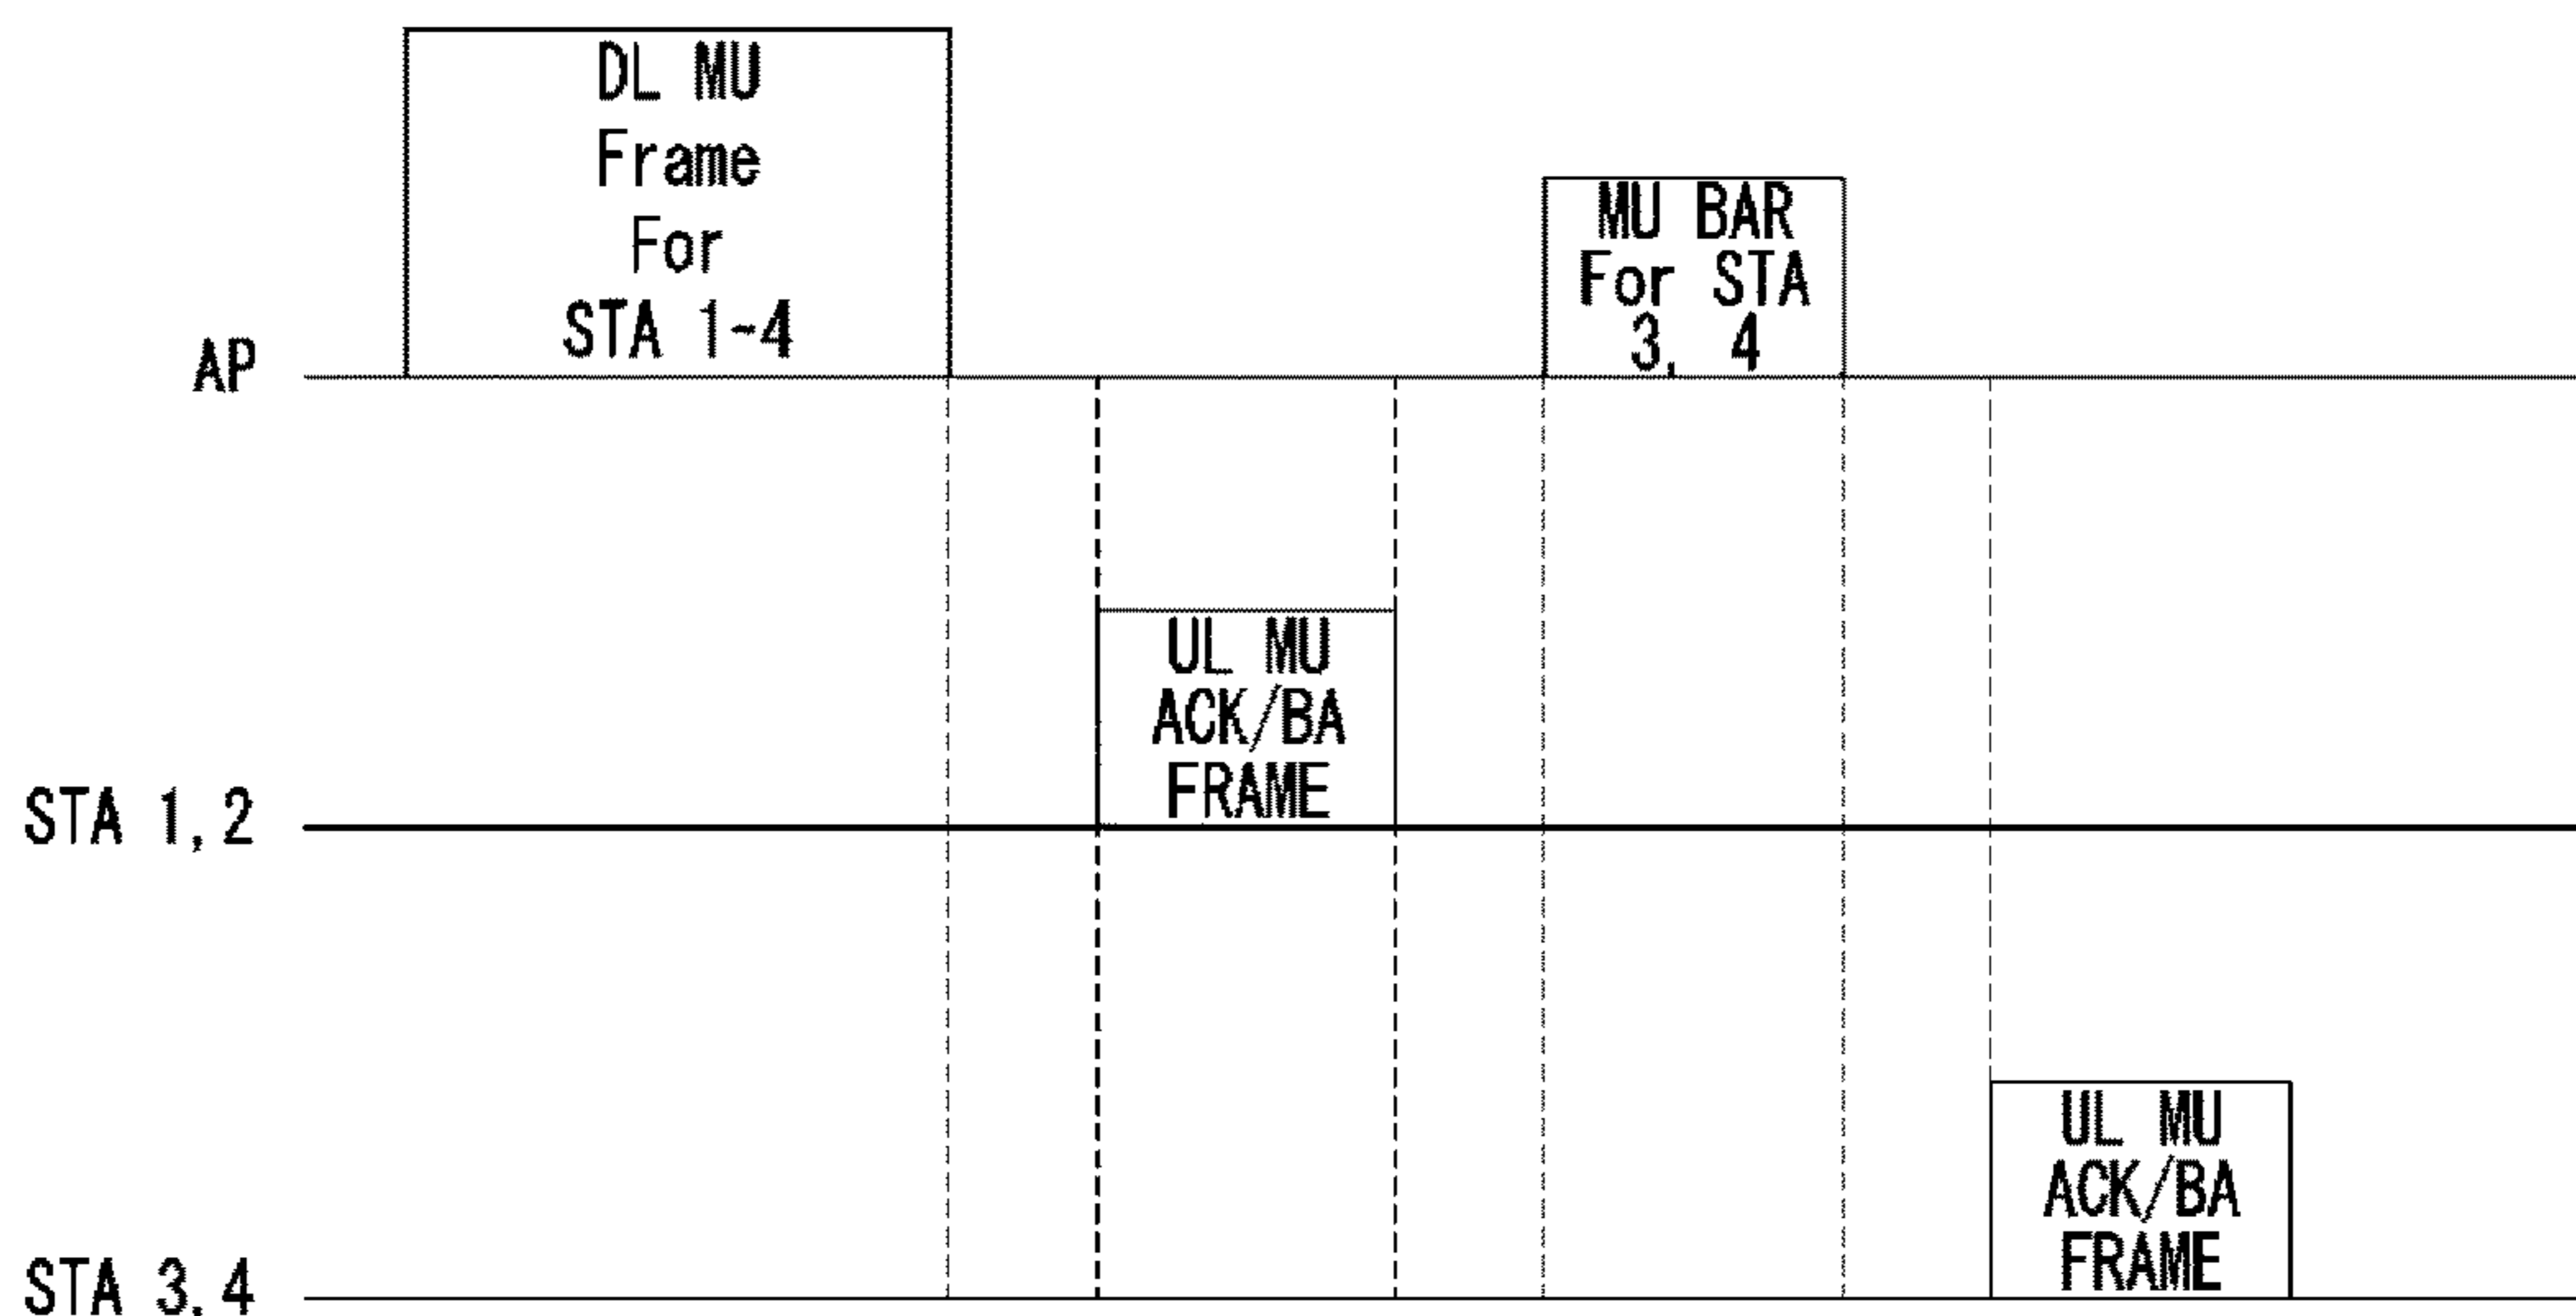 DL MU
Frame
For
STA 1-4
AP
MU BAR
For STA
3, 4
UL MU
ACK/BA
FRAME
STA 1,2
UL MU
ACK/BA
FRAME
STA 3,4